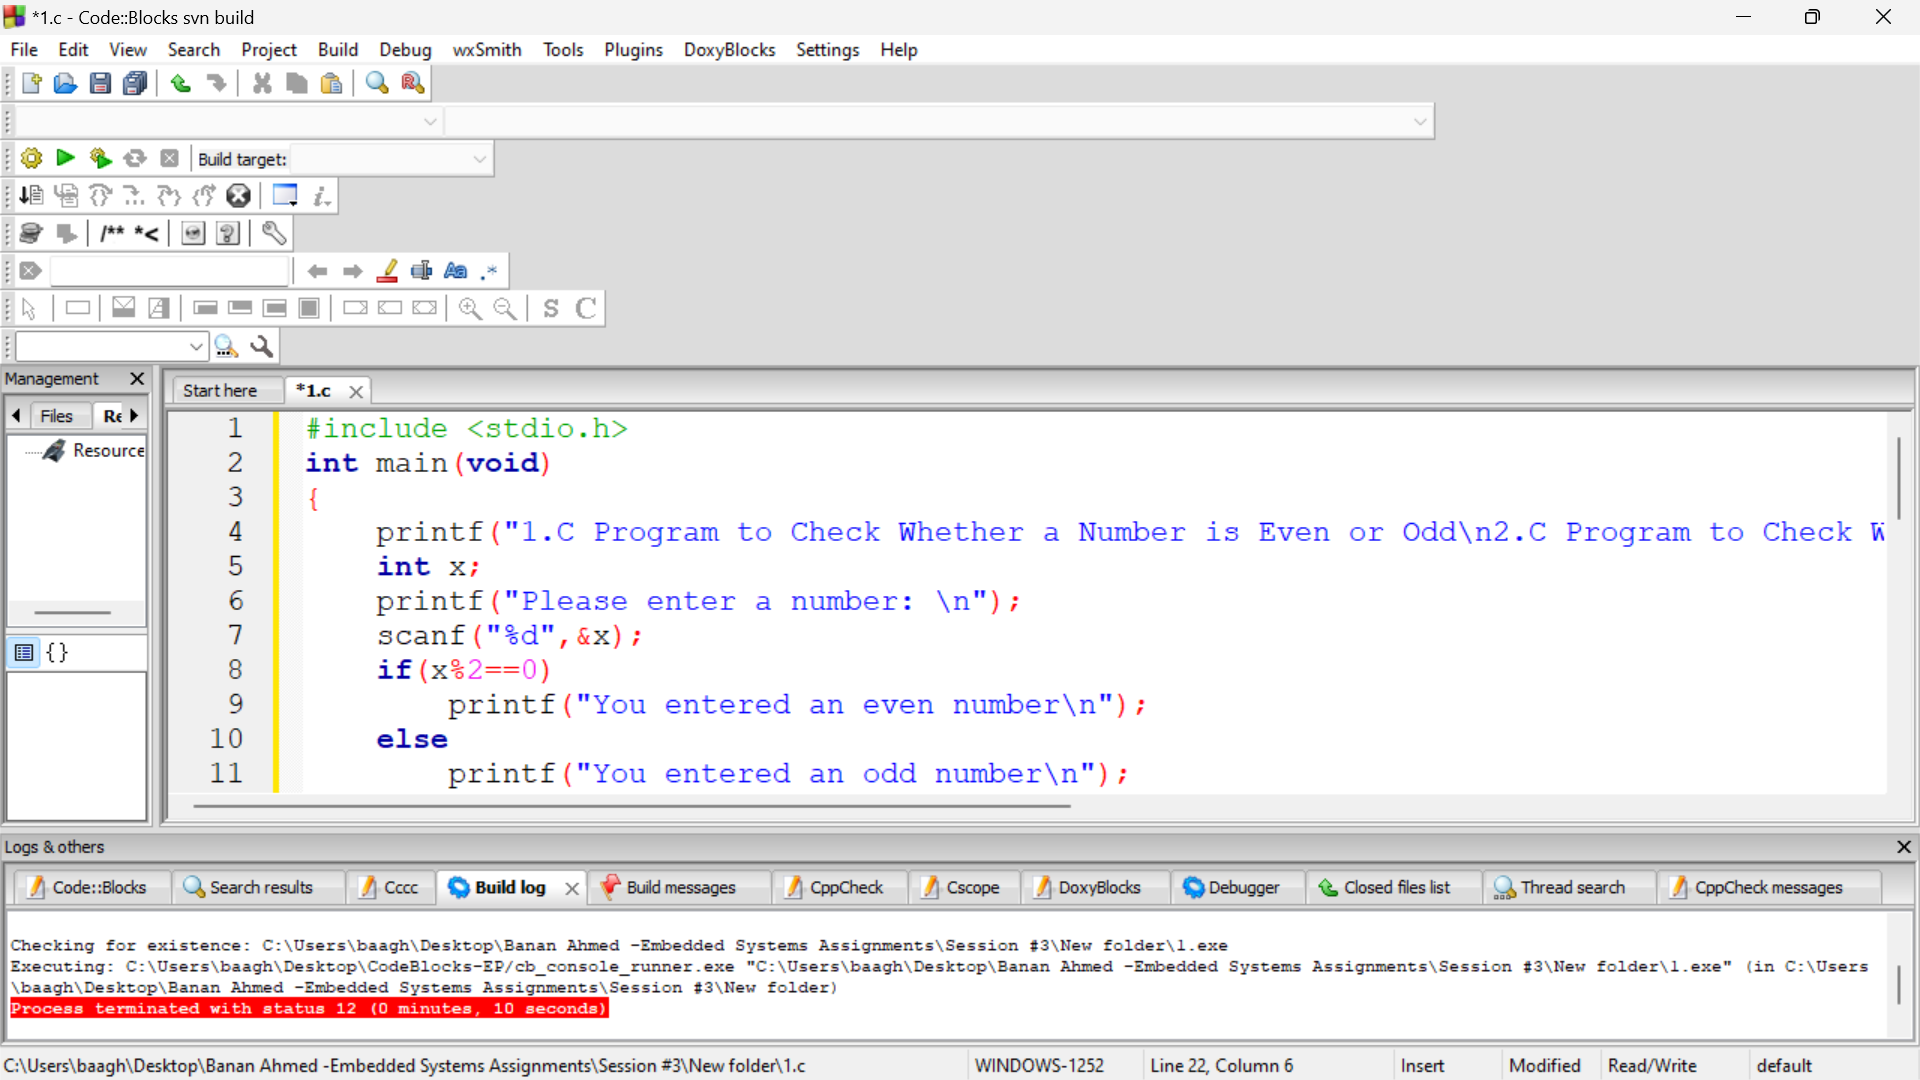 *1.c - Code::Blocks svn build
File Edit View Search Project Build Debug wxSmith Tools Plugins DoxyBlocks Settings Help
Build target:
/** *<
Aa .*
S C
Management
Files Re
Resource
{}
Start here *1.c
1 #include <stdio.h>
2 int main(void)
3 {
4 printf("1.C Program to Check Whether a Number is Even or Odd\n2.C Program to Check W
5 int x;
6 printf("Please enter a number: \n");
7 scanf("%d",&x);
8 if(x%2==0)
9 printf("You entered an even number\n");
10 else
11 printf("You entered an odd number\n");
Logs & others
Code::Blocks Search results Cccc Build log Build messages CppCheck Cscope DoxyBlocks Debugger Closed files list Thread search CppCheck messages
Checking for existence: C:\Users\baagh\Desktop\Banan Ahmed -Embedded Systems Assignments\Session #3\New folder\1.exe
Executing: C:\Users\baagh\Desktop\CodeBlocks-EP/cb_console_runner.exe "C:\Users\baagh\Desktop\Banan Ahmed -Embedded Systems Assignments\Session #3\New folder\1.exe" (in C:\Users
\baagh\Desktop\Banan Ahmed -Embedded Systems Assignments\Session #3\New folder)
Process terminated with status 12 (0 minutes, 10 seconds)
C:\Users\baagh\Desktop\Banan Ahmed -Embedded Systems Assignments\Session #3\New folder\1.c WINDOWS-1252 Line 22, Column 6 Insert Modified Read/Write default